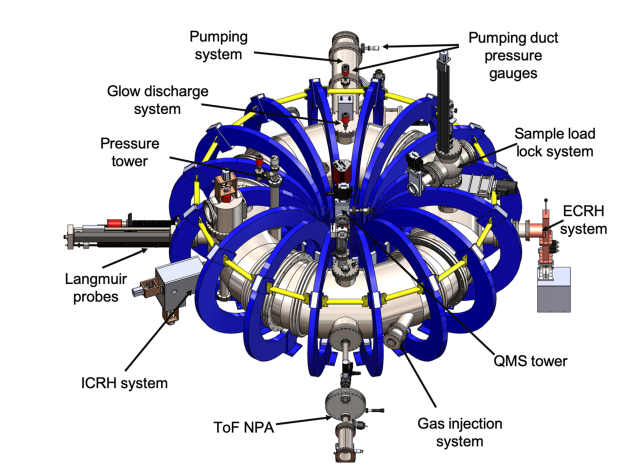 Pumping
system
Pumping duct
pressure
gauges
Glow discharge
system
Pressure
tower
Sample load
lock system
ECRH
system
Langmuir
probes
ICRH system
QMS tower
ToF NPA
Gas injection
system